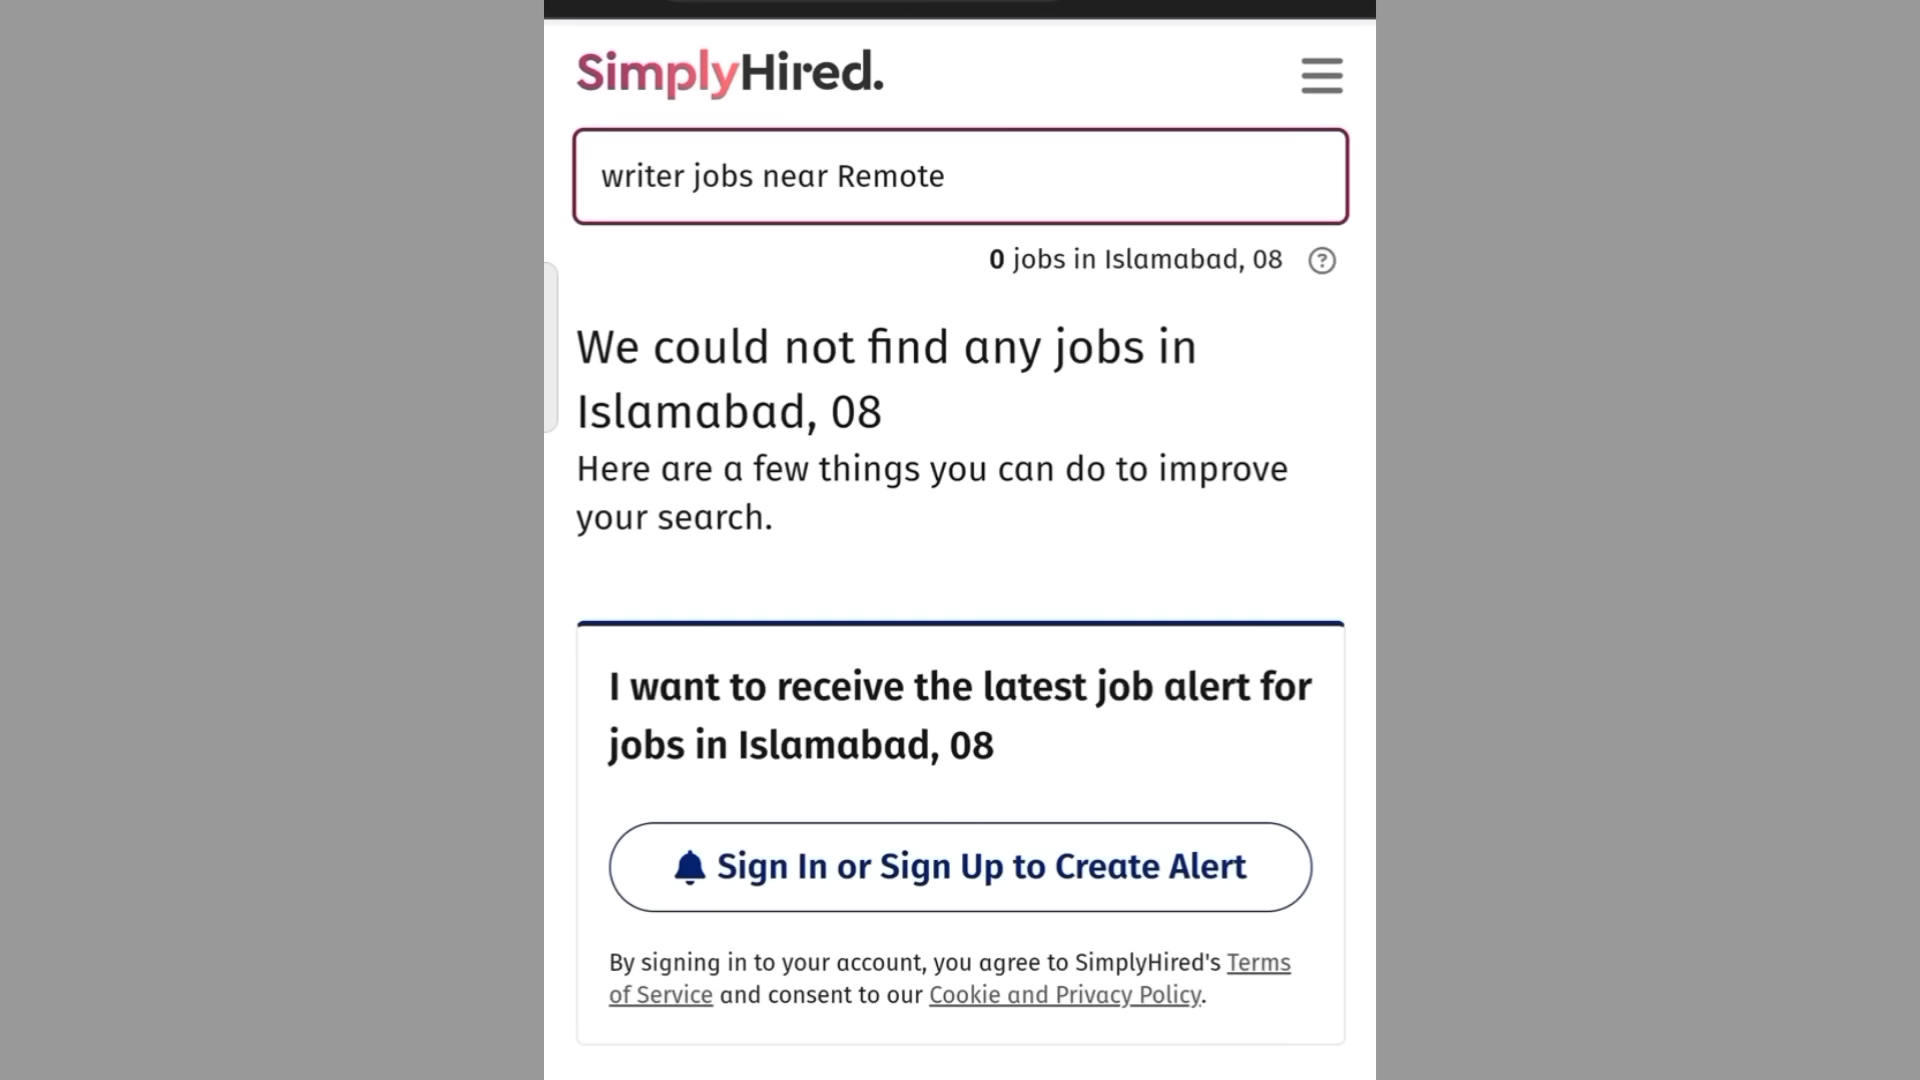 SimplyHired.
writer jobs near Remote
0 jobs in Islamabad, 08 ?
We could not find any jobs in
Islamabad, 08
Here are a few things you can do to improve
your search.
I want to receive the latest job alert for
jobs in Islamabad, 08
Sign In or Sign Up to Create Alert
By signing in to your account, you agree to SimplyHired's Terms
of Service and consent to our Cookie and Privacy Policy.